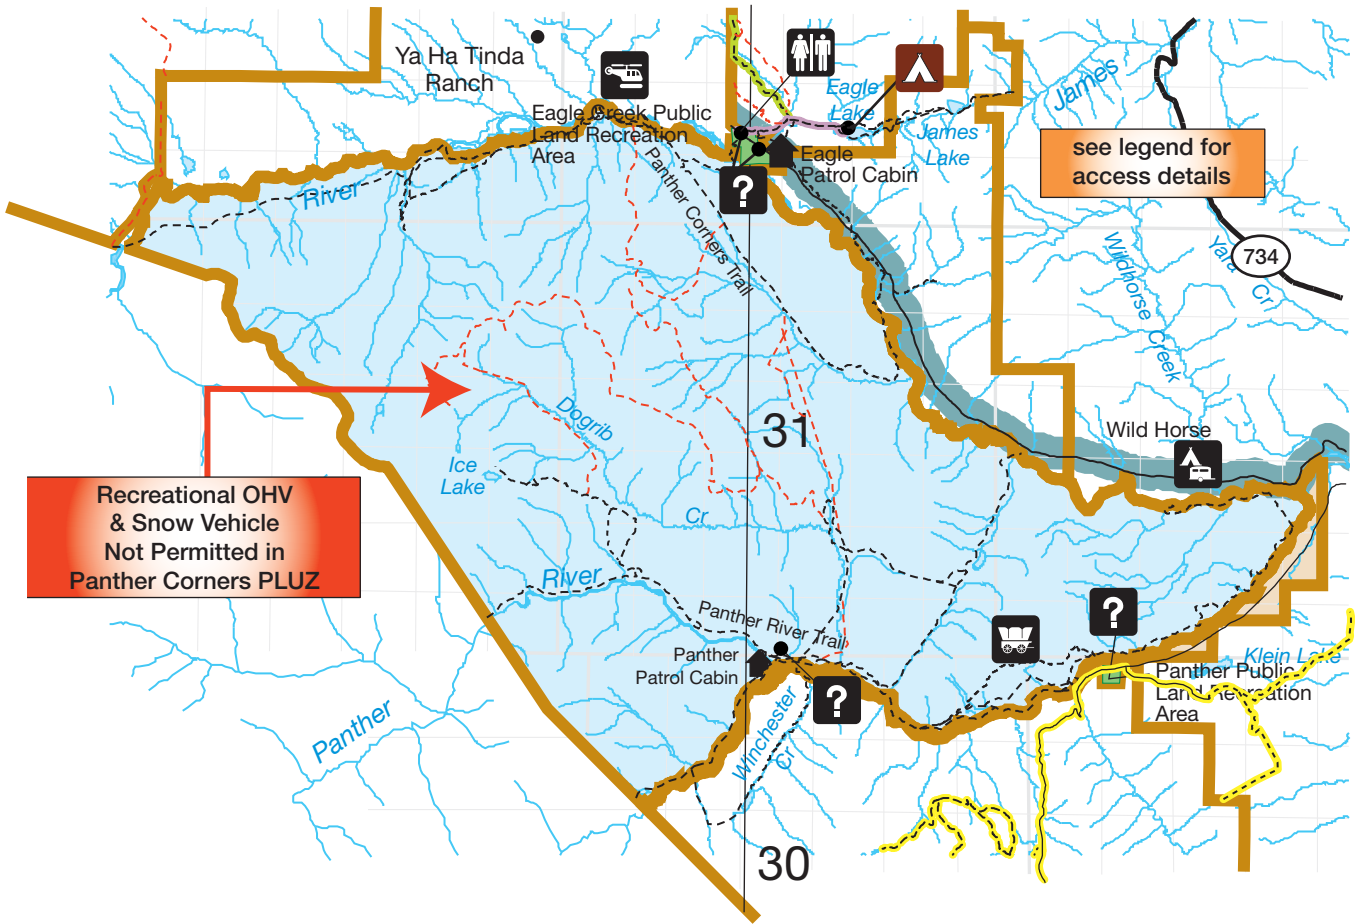 Ya Ha Tinda
Ranch
Eagle Creek Public
Land Recreation
Area
Eagle
Lake
James
James
Lake
see legend for
access details
Eagle
Patrol Cabin
?
River
Panther Corners Trail
Wildhorse Creek
Yara Cr
734
31
Dogrib
Cr
Ice
Lake
Wild Horse
Recreational OHV
& Snow Vehicle
Not Permitted in
Panther Corners PLUZ
River
Panther River Trail
Panther
Patrol Cabin
?
?
Klein Lake
Panther Public
Land Recreation
Area
Winchester
Cr
Panther
30